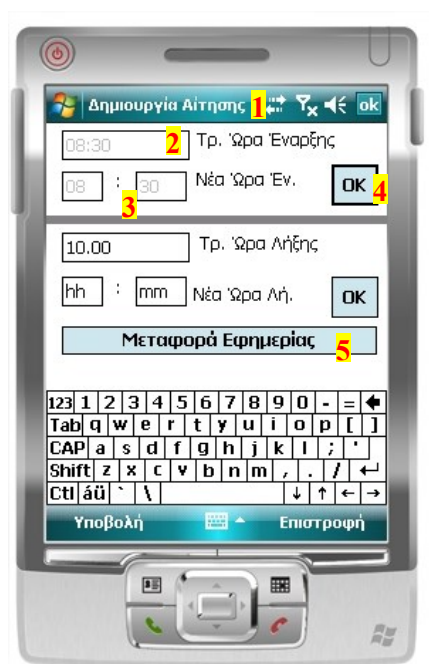 Δημιουργία Αίτησης 1 ok
08:30 2 Τρ. Ώρα Έναρξης
08 : 30 Νέα Ώρα Έν. OK 4
3
10.00 Τρ. Ώρα Λήξης
hh : mm Νέα Ώρα Λή. OK
Μεταφορά Εφημερίας 5
123 1 2 3 4 5 6 7 8 9 0 - = 🡄
Tab q w e r t y u i o p [ ]
CAP a s d f g h j k l ; '
Shift z x c v b n m , . / ↵
Ctl áü ` \ ↓ ↑ ← →
Υποβολή Επιστροφή